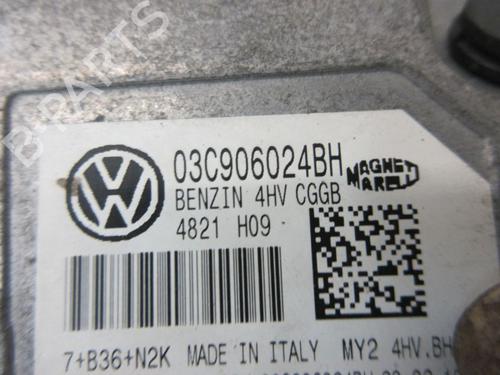 B-PARTS
03C906024BH
MAGNETI
MARELLI
BENZIN 4HV CGGB
4821 H09
7+B36+N2K MADE IN ITALY MY2 4HV.BH